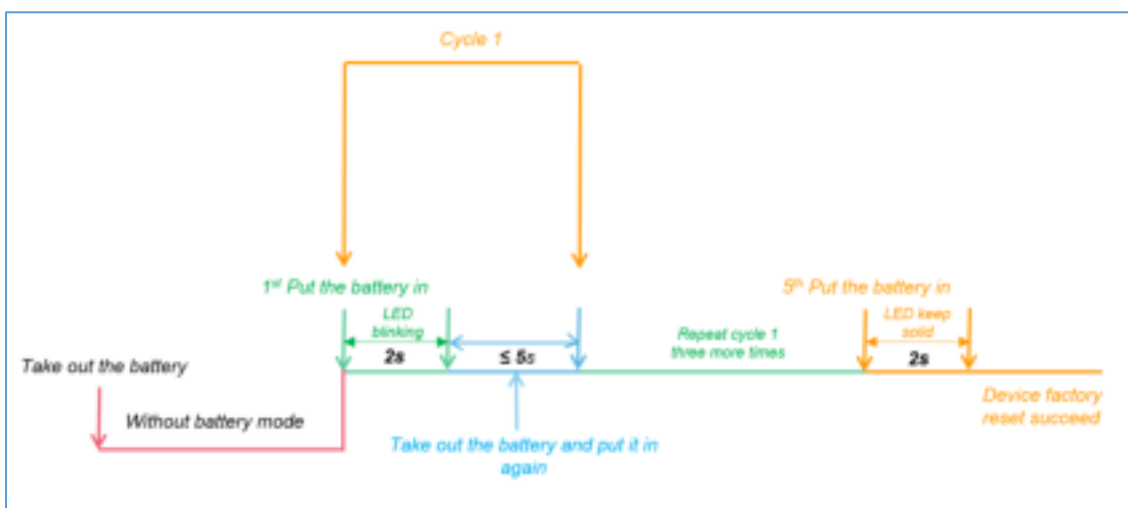 Cycle 1
1st Put the battery in
5th Put the battery in
LED
blinking
2s
≤ 5s
Repeat cycle 1
three more times
LED keep
solid
2s
Take out the battery
Without battery mode
Take out the battery and put it in
again
Device factory
reset succeed